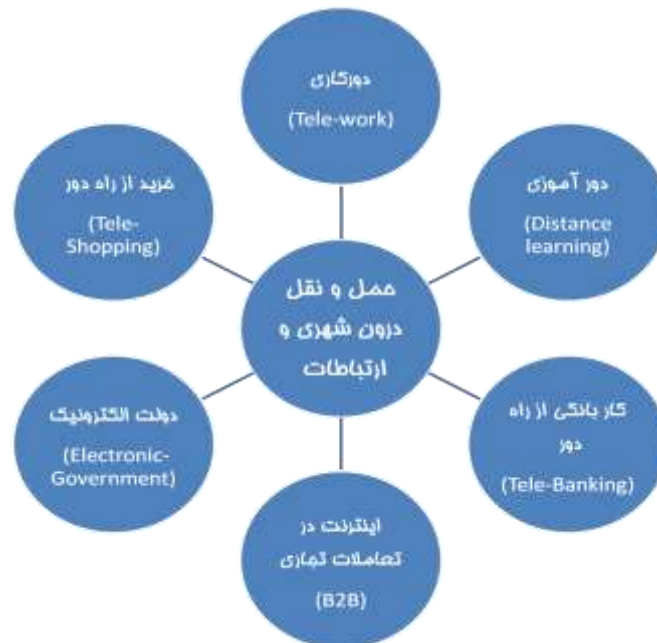 دورکاری
(Tele-work)
دور آموزی
(Distance
learning)
کار بانکی از راه
دور
(Tele-Banking)
اینترنت در
تعاملات تجاری
(B2B)
دولت الکترونیک
(Electronic-
Government)
خرید از راه دور
(Tele-
Shopping)
حمل و نقل
درون شهری و
ارتباطات